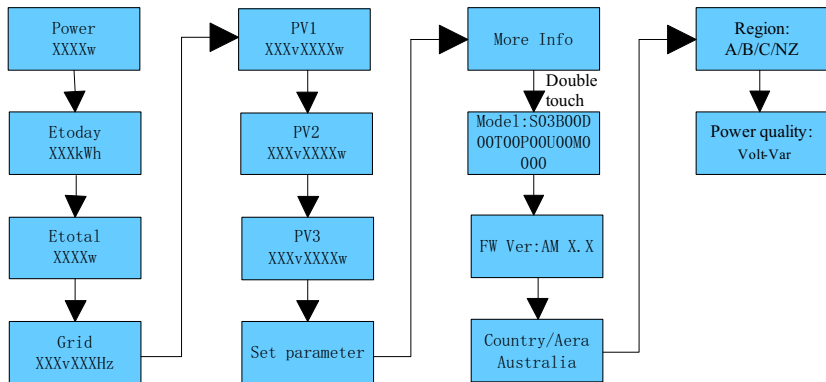 Power
XXXXw
Etoday
XXXkWh
Etotal
XXXXw
Grid
XXXvXXXHz
PV1
XXXvXXXXw
PV2
XXXvXXXXw
PV3
XXXvXXXXw
Set parameter
More Info
Double
touch
Model:S03B00D
00T00P00U00M0
000
FW Ver:AM X.X
Country/Aera
Australia
Region:
A/B/C/NZ
Power quality:
Volt-Var